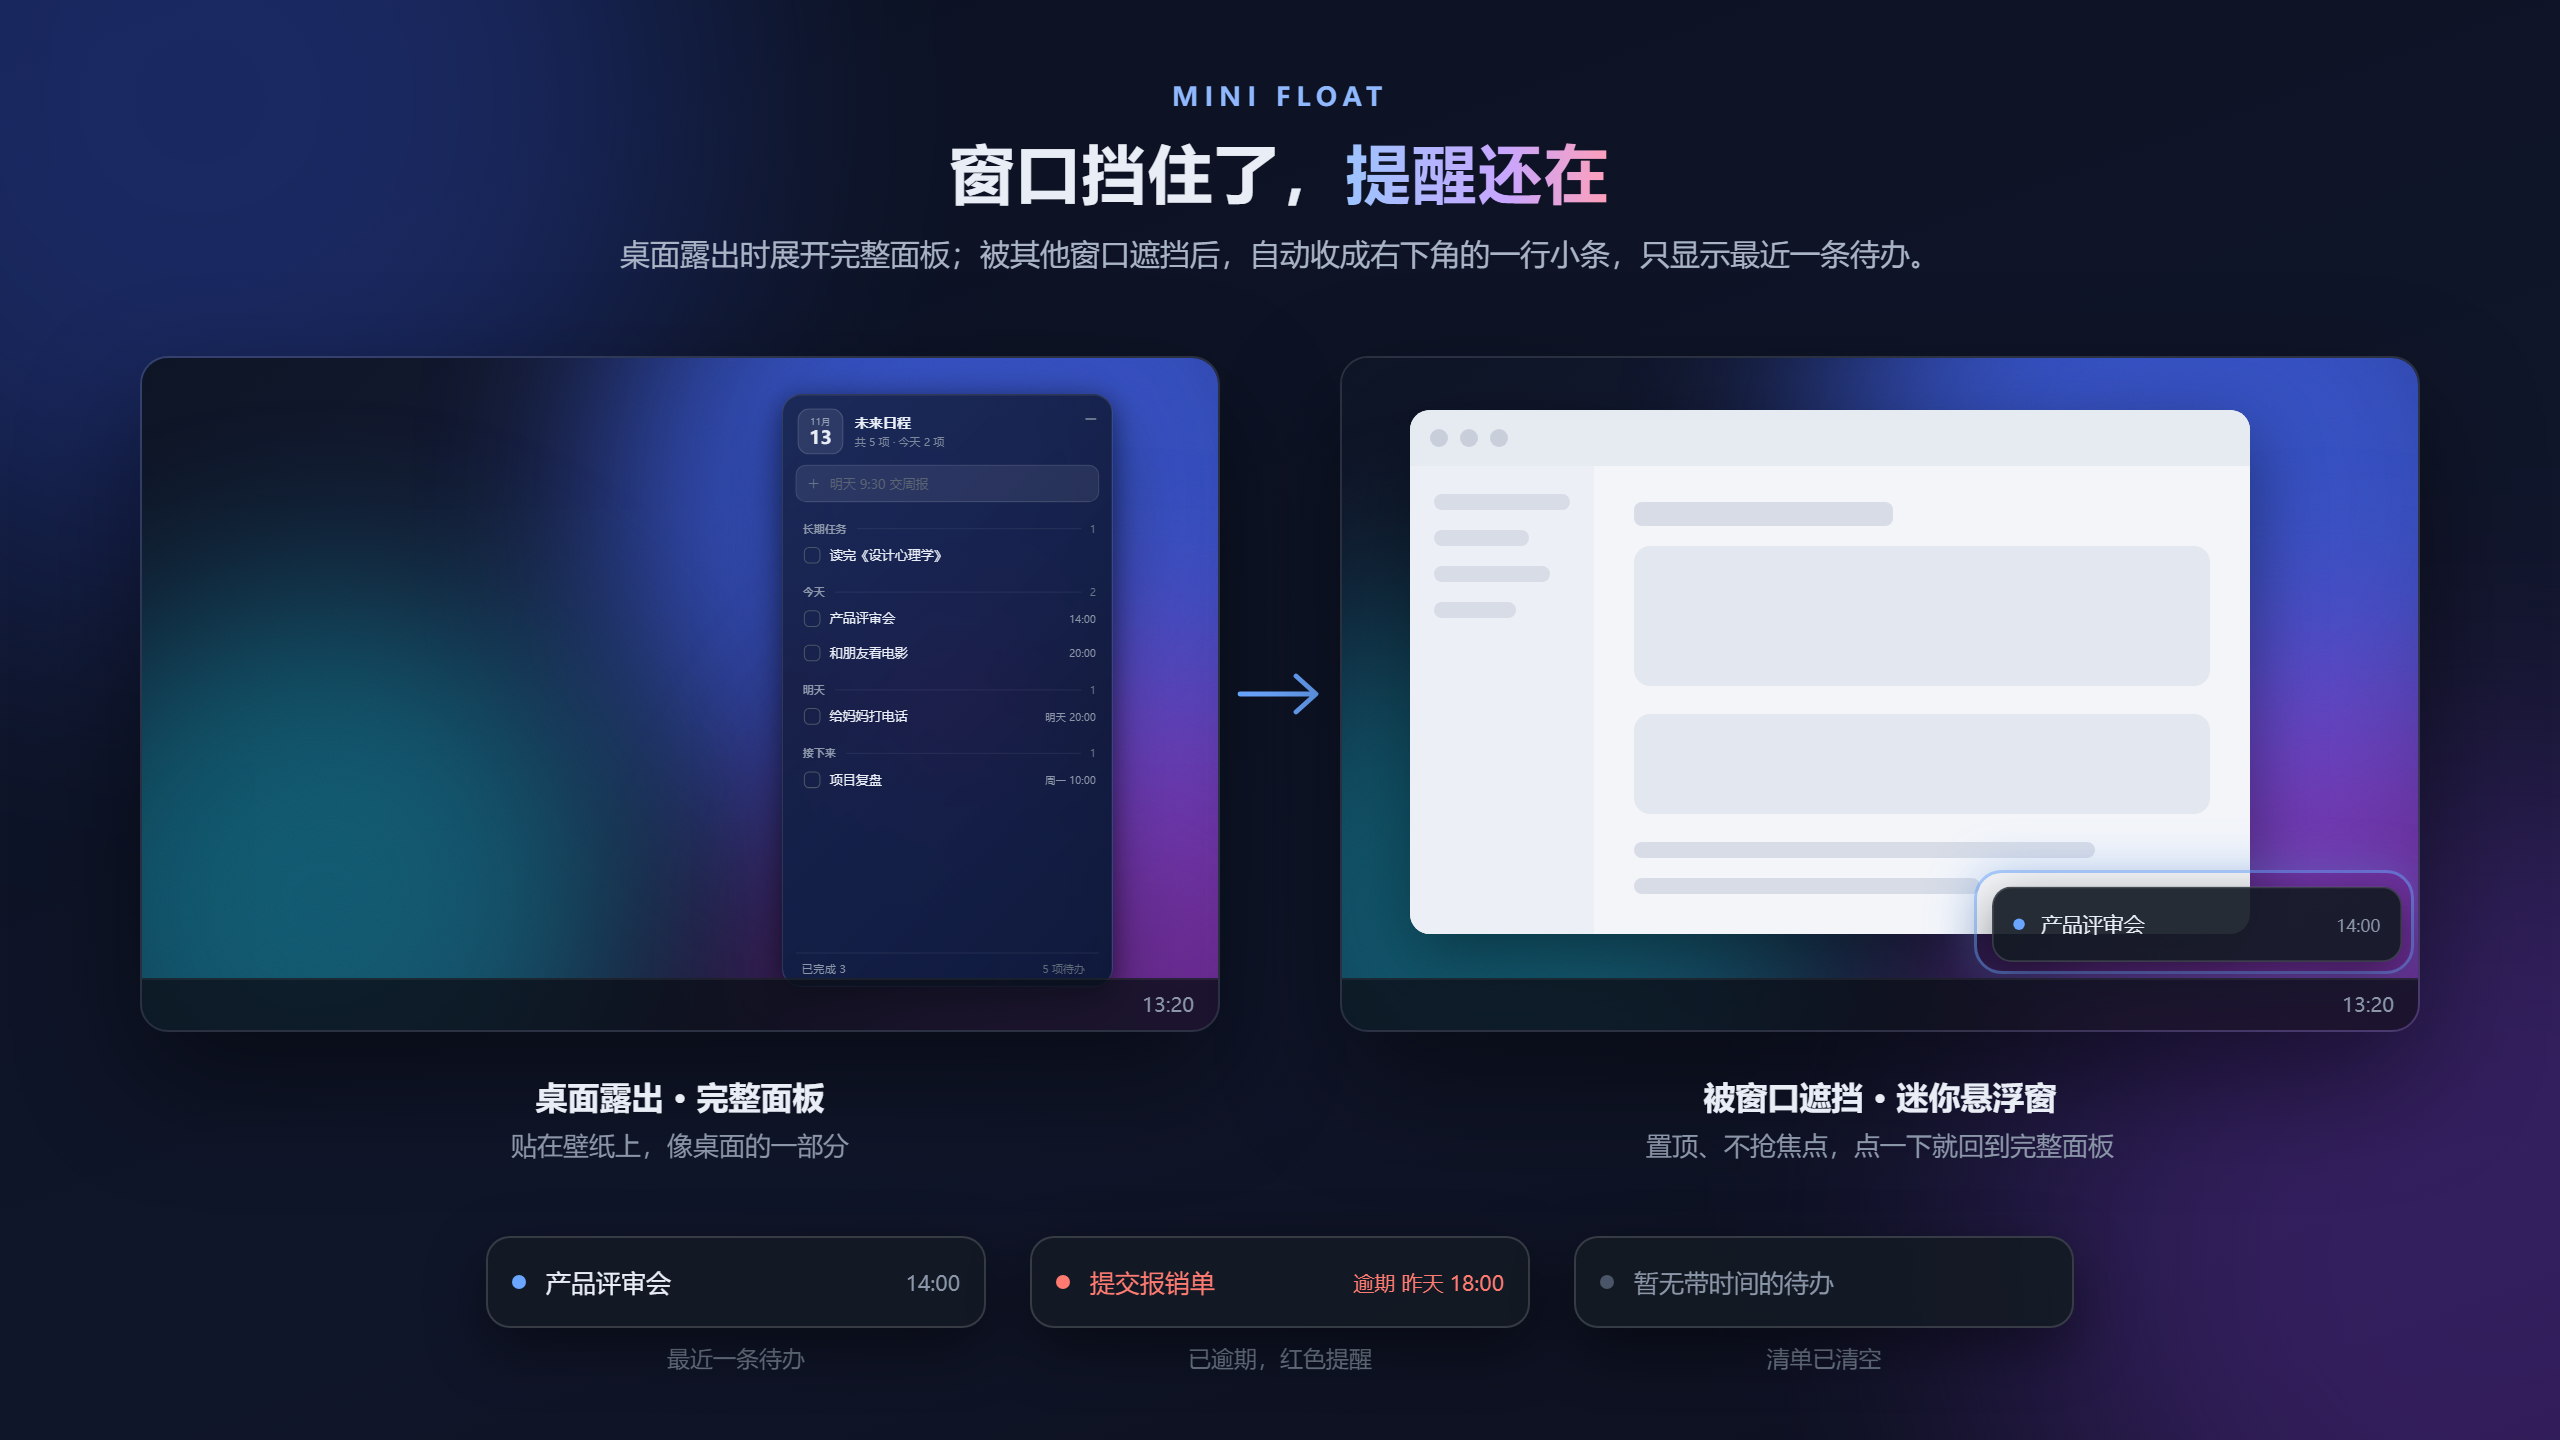 MINI FLOAT
窗口挡住了，提醒还在
桌面露出时展开完整面板；被其他窗口遮挡后，自动收成右下角的一行小条，只显示最近一条待办。
11月
13
未来日程
共 5 项 · 今天 2 项
+ 明天 9:30 交周报
长期任务 1
读完《设计心理学》
今天 2
产品评审会 14:00
和朋友看电影 20:00
明天 1
给妈妈打电话 明天 20:00
接下来 1
项目复盘 周一 10:00
已完成 3 5 项待办
13:20
产品评审会 14:00
13:20
桌面露出 · 完整面板
贴在壁纸上，像桌面的一部分
被窗口遮挡 · 迷你悬浮窗
置顶、不抢焦点，点一下就回到完整面板
产品评审会 14:00
最近一条待办
提交报销单 逾期 昨天 18:00
已逾期，红色提醒
暂无带时间的待办
清单已清空